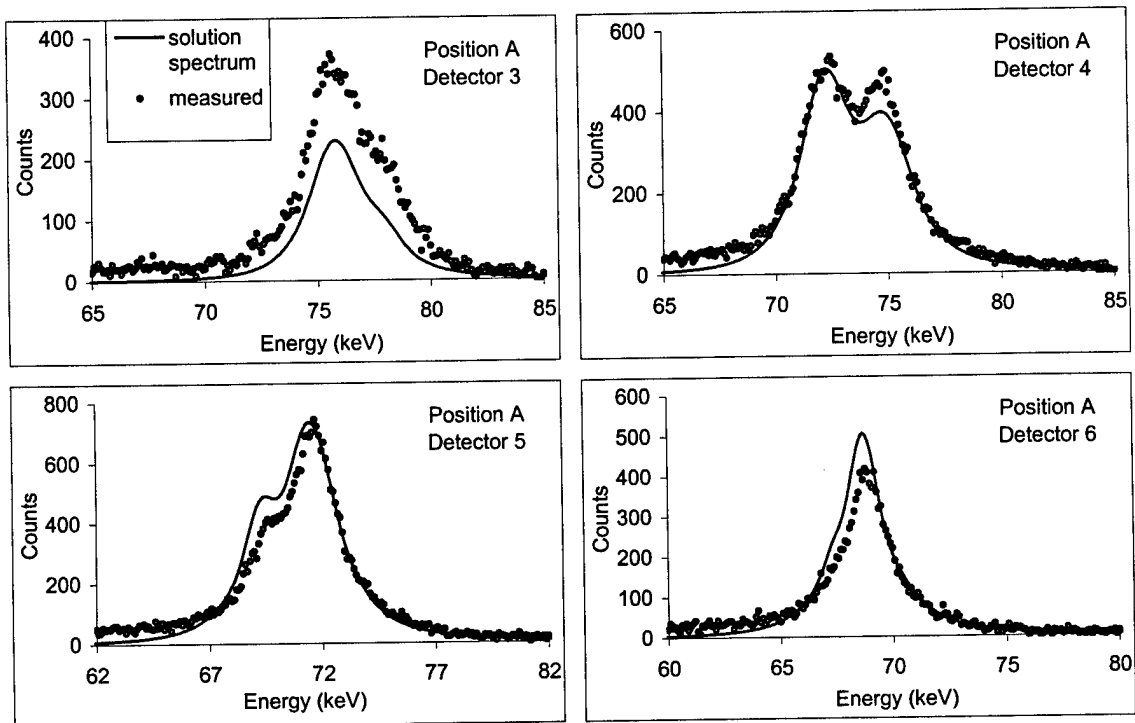 solution
spectrum
measured
Position A
Detector 3
400
300
200
100
0
65
70
75
80
85
Counts
Energy (keV)
Position A
Detector 4
600
400
200
0
65
70
75
80
85
Counts
Energy (keV)
Position A
Detector 5
800
600
400
200
0
62
67
72
77
82
Counts
Energy (keV)
Position A
Detector 6
600
500
400
300
200
100
0
60
65
70
75
80
Counts
Energy (keV)